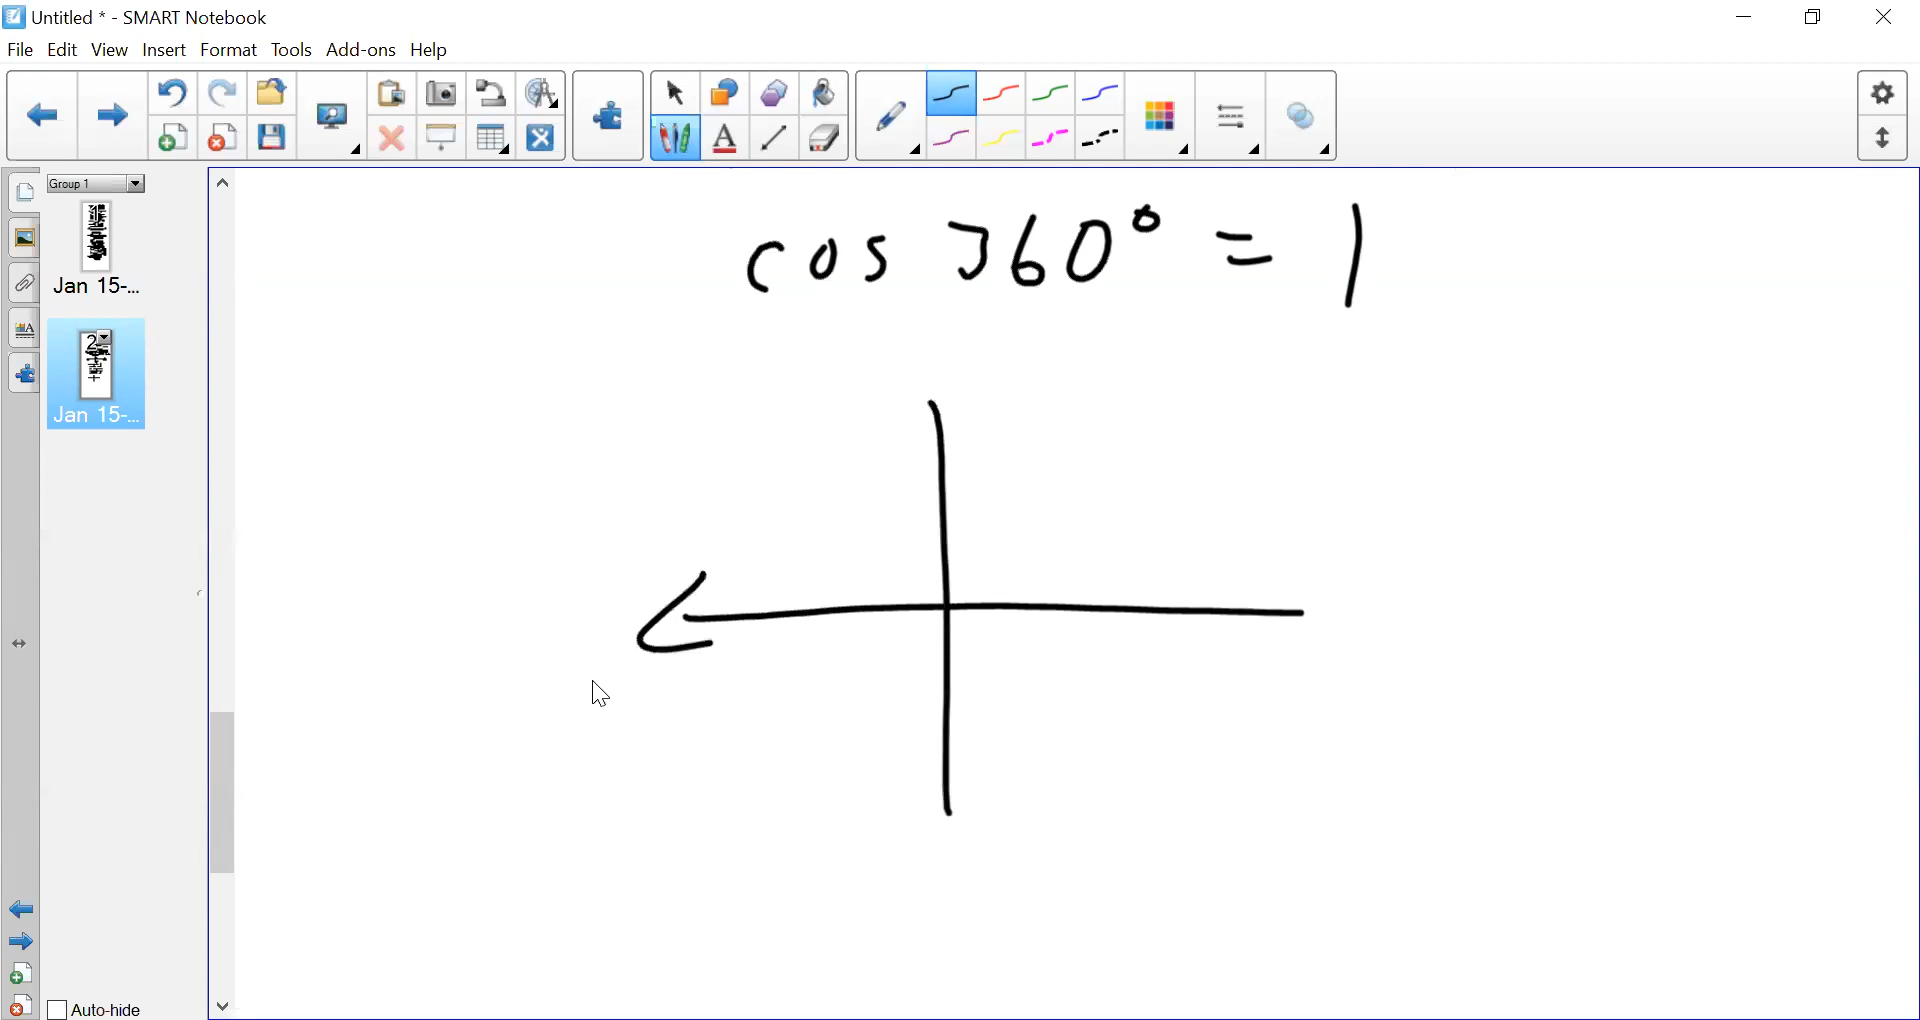 Untitled * - SMART Notebook
File Edit View Insert Format Tools Add-ons Help
Group 1
Jan 15-...
2
Jan 15-...
cos 360° = 1
Auto-hide